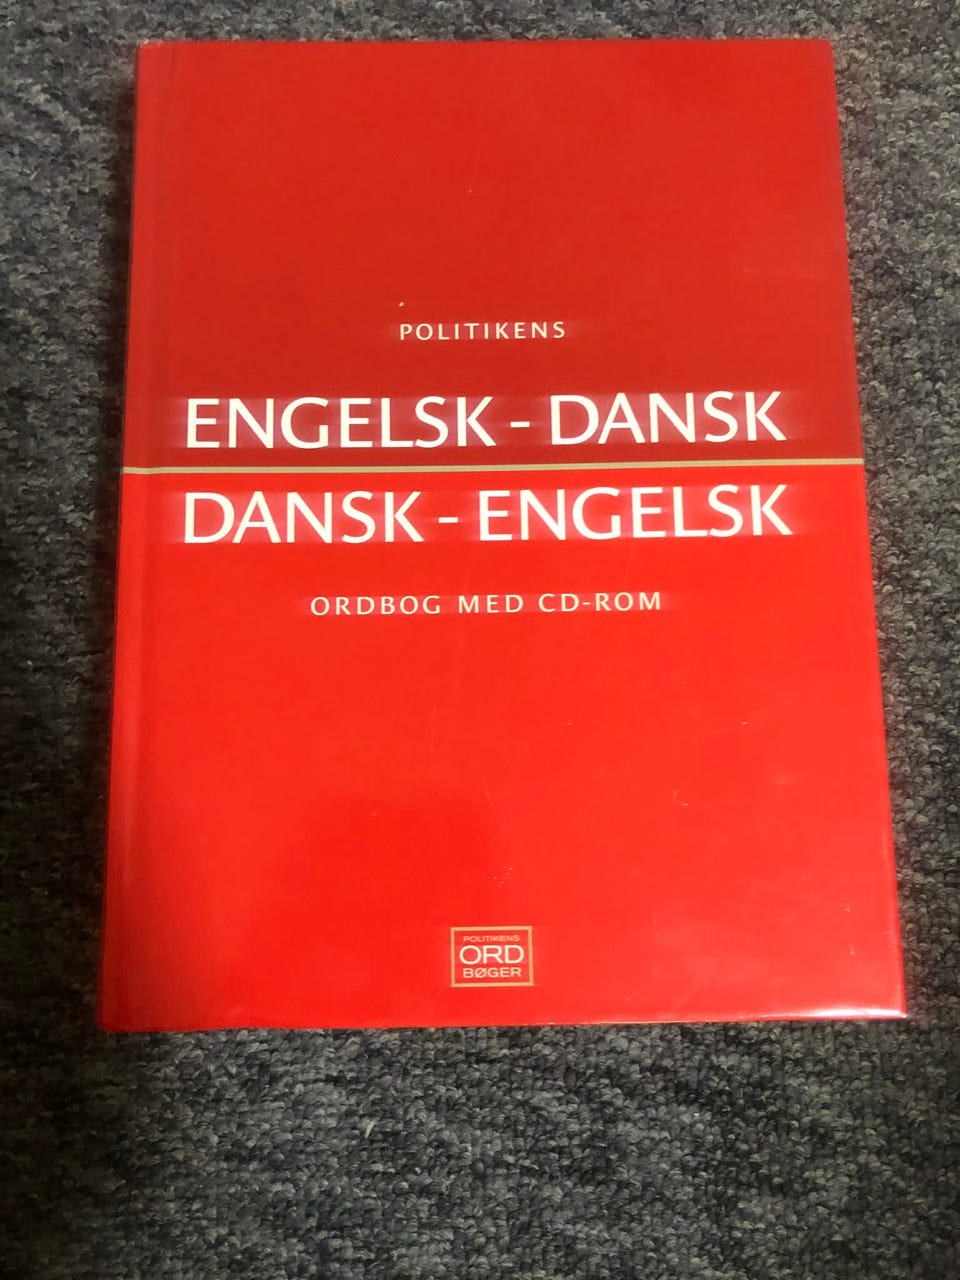 POLITIKENS
ENGELSK - DANSK
DANSK - ENGELSK
ORDBOG MED CD-ROM
POLITIKENS
ORD
BØGER